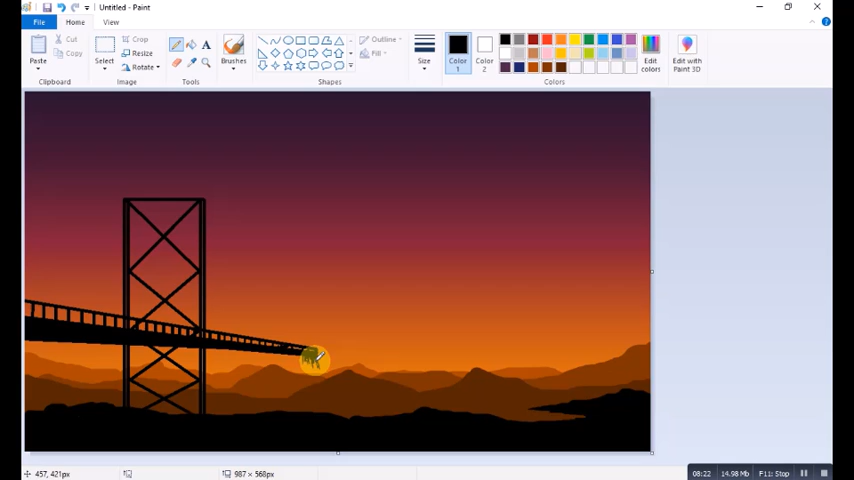 Untitled - Paint
File
Home
View
Cut
Copy
Paste
Clipboard
Crop
Resize
Rotate
Select
Image
A
Tools
Brushes
Outline
Fill
Shapes
Size
Color 1
Color 2
Edit colors
Colors
Edit with Paint 3D
457, 421px
987 × 568px
08:22
14.98 Mb
F11: Stop